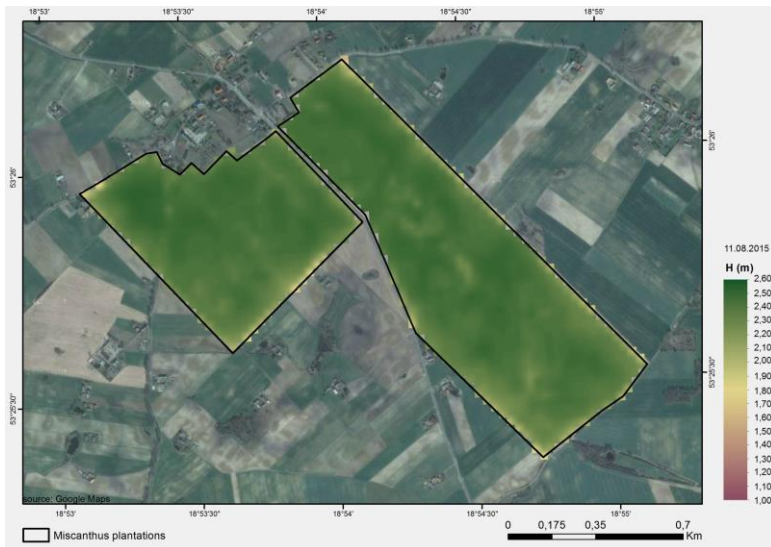 18°53' 18°53'30" 18°54' 18°54'30" 18°55'
53°26' 53°26'
53°25'30" 53°25'30"
11.08.2015
H (m)
2,60
2,50
2,40
2,30
2,20
2,10
2,00
1,90
1,80
1,70
1,60
1,50
1,40
1,30
1,20
1,10
1,00
source: Google Maps
18°53' 18°53'30" 18°54' 18°54'30" 18°55'
Miscanthus plantations
0 0,175 0,35 0,7
Km